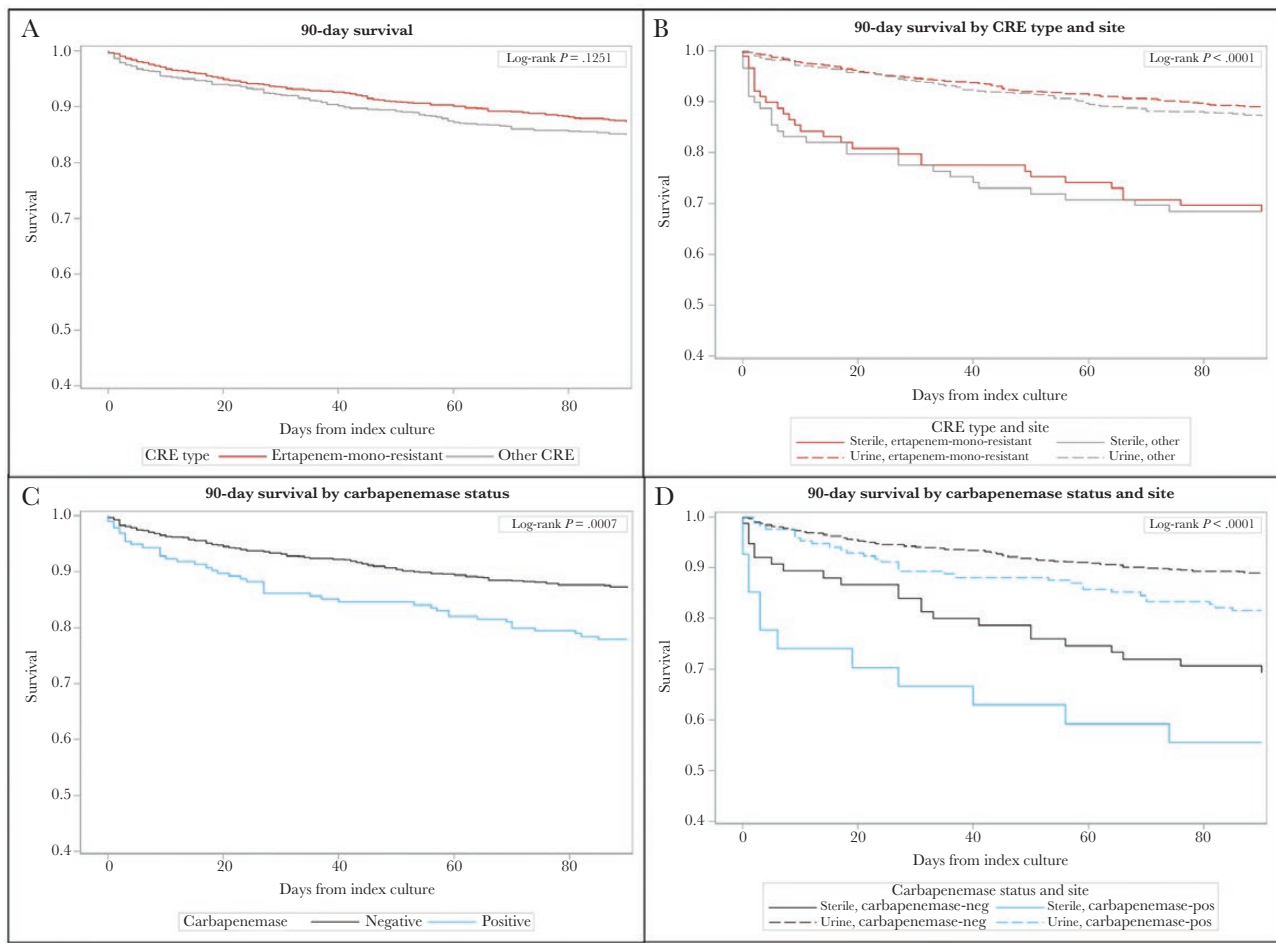 A
90-day survival
Log-rank P = .1251
1.0
0.9
0.8
0.7
0.6
0.5
0.4
Survival
0 20 40 60 80
Days from index culture
CRE type Ertapenem-mono-resistant Other CRE
B
90-day survival by CRE type and site
Log-rank P < .0001
1.0
0.9
0.8
0.7
0.6
0.5
0.4
Survival
0 20 40 60 80
Days from index culture
CRE type and site
Sterile, ertapenem-mono-resistant Sterile, other
Urine, ertapenem-mono-resistant Urine, other
C
90-day survival by carbapenemase status
Log-rank P = .0007
1.0
0.9
0.8
0.7
0.6
0.5
0.4
Survival
0 20 40 60 80
Days from index culture
Carbapenemase Negative Positive
D
90-day survival by carbapenemase status and site
Log-rank P < .0001
1.0
0.9
0.8
0.7
0.6
0.5
0.4
Survival
0 20 40 60 80
Days from index culture
Carbapenemase status and site
Sterile, carbapenemase-neg Sterile, carbapenemase-pos
Urine, carbapenemase-neg Urine, carbapenemase-pos